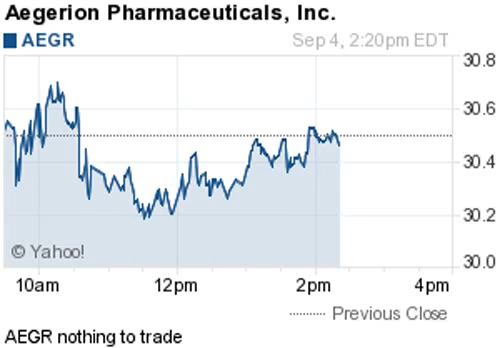 Aegerion Pharmaceuticals, Inc.
AEGR Sep 4, 2:20pm EDT
30.8
30.6
30.4
30.2
30.0
© Yahoo!
10am 12pm 2pm 4pm
Previous Close
AEGR nothing to trade